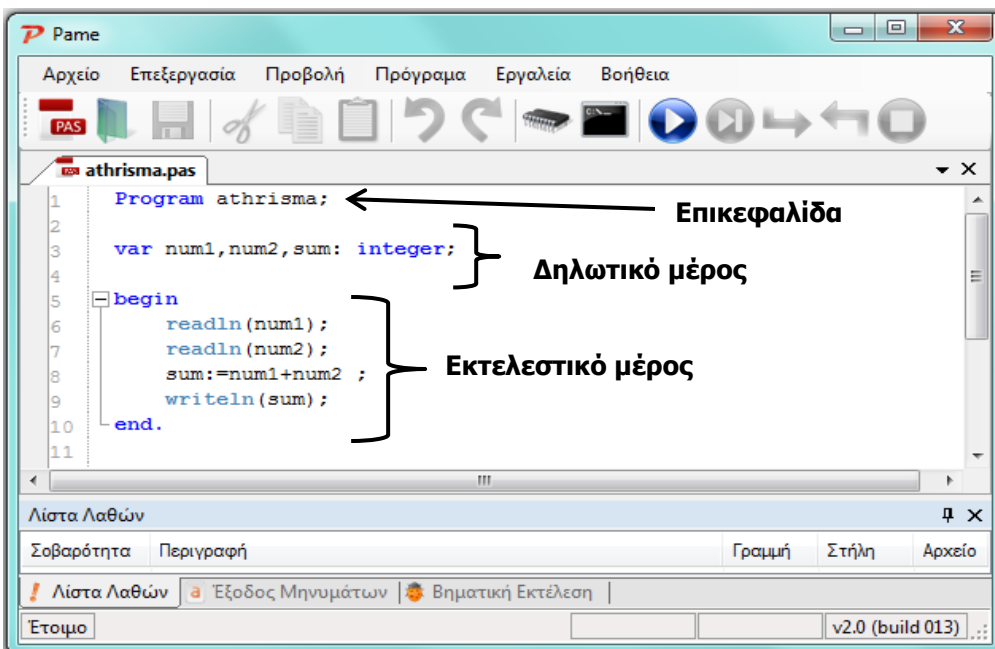 Pame
Αρχείο Επεξεργασία Προβολή Πρόγραμμα Εργαλεία Βοήθεια
PAS
athrisma.pas
1 Program athrisma;
Επικεφαλίδα
2
3 var num1,num2,sum: integer;
Δηλωτικό μέρος
4
5 begin
6 readln(num1);
7 readln(num2);
Εκτελεστικό μέρος
8 sum:=num1+num2 ;
9 writeln(sum);
10 end.
11
Λίστα Λαθών
Σοβαρότητα Περιγραφή Γραμμή Στήλη Αρχείο
Λίστα Λαθών Έξοδος Μηνυμάτων Βηματική Εκτέλεση
Έτοιμο v2.0 (build 013)